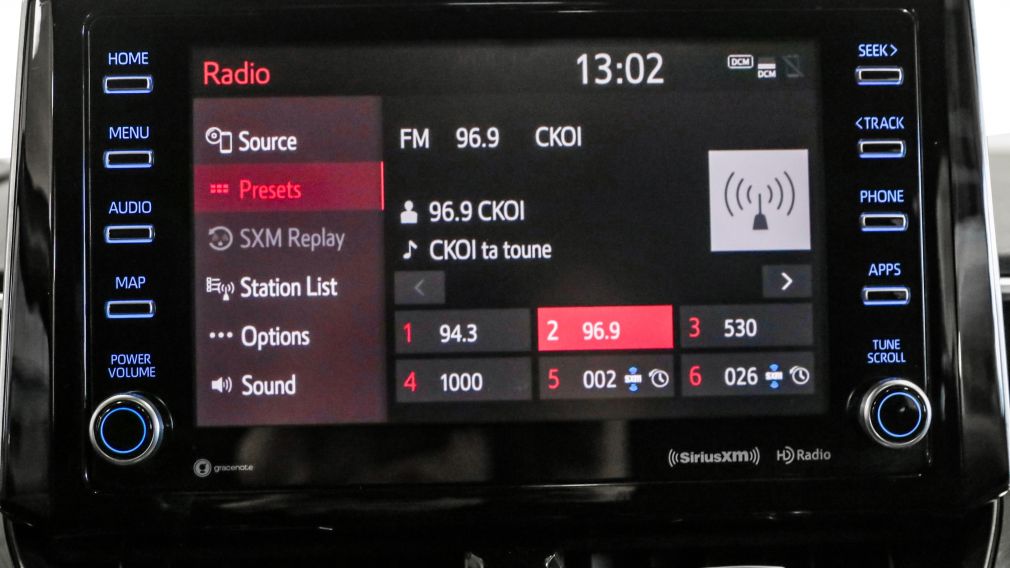 HOME
MENU
AUDIO
MAP
POWER
VOLUME
Radio
13:02
DCM
DCM
Source
Presets
SXM Replay
Station List
Options
Sound
FM 96.9 CKOI
96.9 CKOI
CKOI ta toune
<
>
1 94.3
2 96.9
3 530
4 1000
5 002 SXM
6 026 SXM
SEEK>
<TRACK
PHONE
APPS
TUNE
SCROLL
gracenote
((SiriusXM))
HD Radio